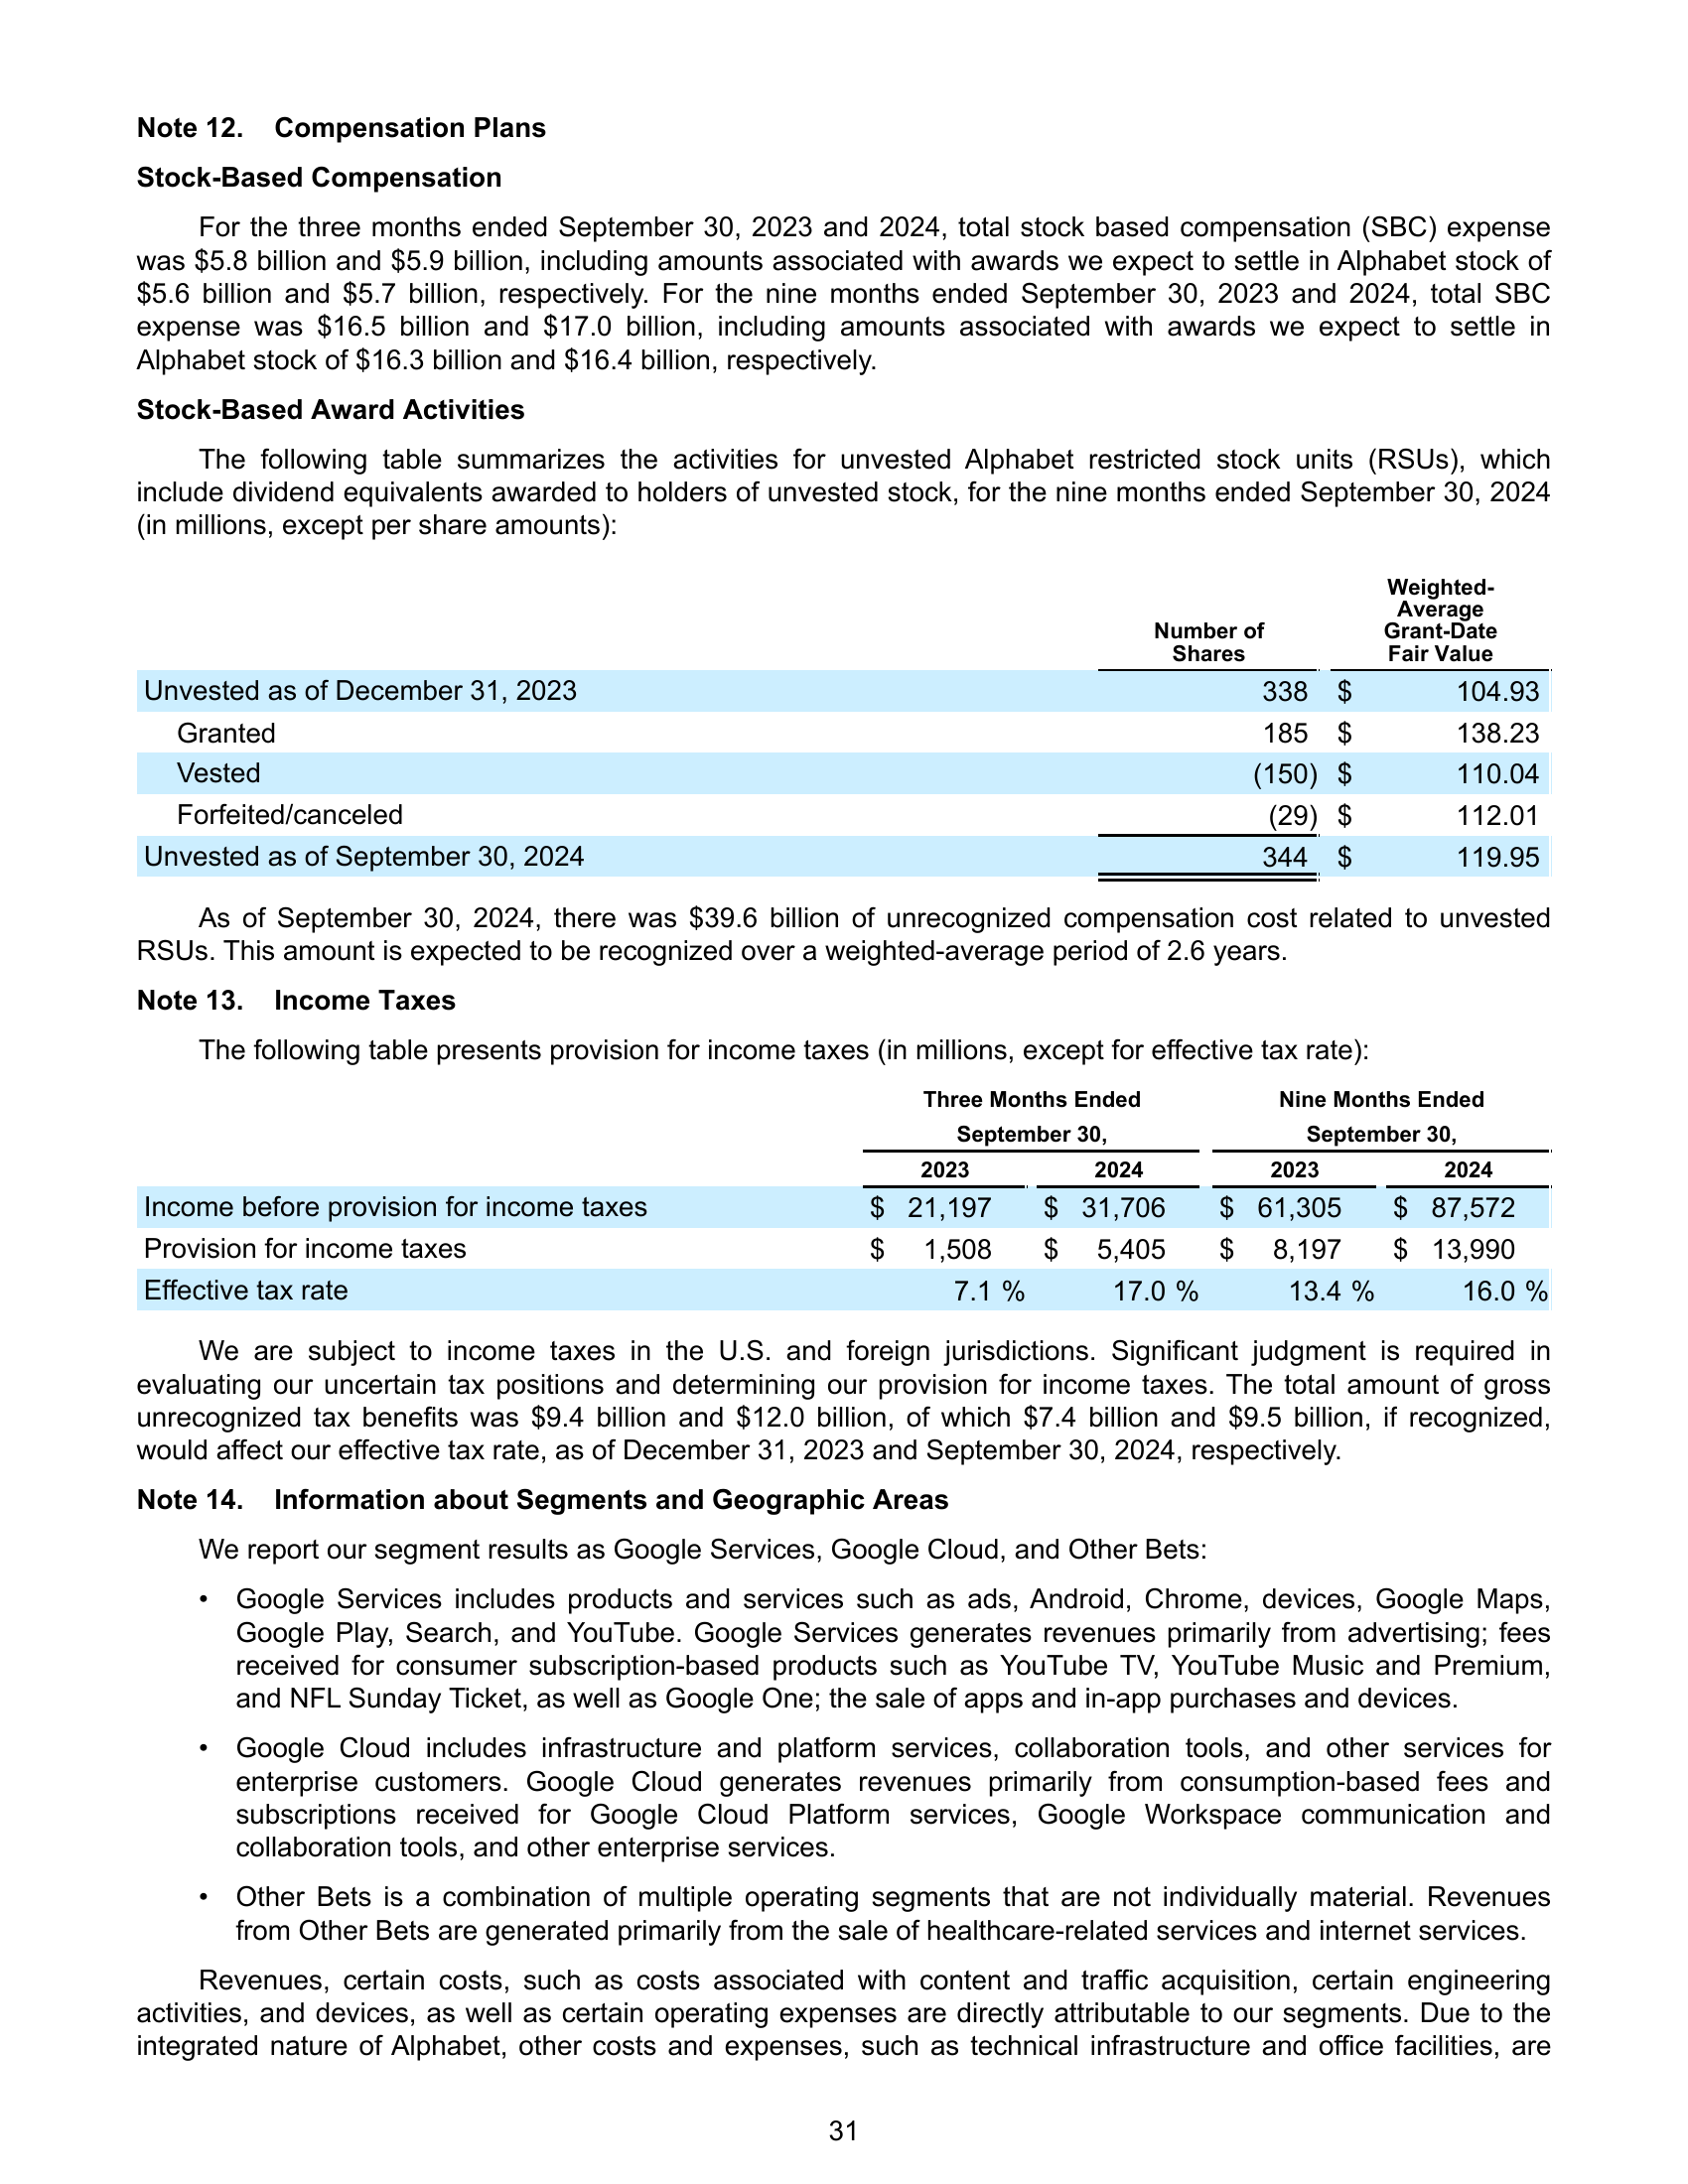 Note 12. Compensation Plans
Stock-Based Compensation
For the three months ended September 30, 2023 and 2024, total stock based compensation (SBC) expense
was $5.8 billion and $5.9 billion, including amounts associated with awards we expect to settle in Alphabet stock of
$5.6 billion and $5.7 billion, respectively. For the nine months ended September 30, 2023 and 2024, total SBC
expense was $16.5 billion and $17.0 billion, including amounts associated with awards we expect to settle in
Alphabet stock of $16.3 billion and $16.4 billion, respectively.
Stock-Based Award Activities
The following table summarizes the activities for unvested Alphabet restricted stock units (RSUs), which
include dividend equivalents awarded to holders of unvested stock, for the nine months ended September 30, 2024
(in millions, except per share amounts):
Number of
Shares
Weighted-
Average
Grant-Date
Fair Value
Unvested as of December 31, 2023 338 $ 104.93
Granted 185 $ 138.23
Vested (150) $ 110.04
Forfeited/canceled (29) $ 112.01
Unvested as of September 30, 2024 344 $ 119.95
As of September 30, 2024, there was $39.6 billion of unrecognized compensation cost related to unvested
RSUs. This amount is expected to be recognized over a weighted-average period of 2.6 years.
Note 13. Income Taxes
The following table presents provision for income taxes (in millions, except for effective tax rate):
Three Months Ended Nine Months Ended
September 30, September 30,
2023 2024 2023 2024
Income before provision for income taxes $ 21,197 $ 31,706 $ 61,305 $ 87,572
Provision for income taxes $ 1,508 $ 5,405 $ 8,197 $ 13,990
Effective tax rate 7.1 % 17.0 % 13.4 % 16.0 %
We are subject to income taxes in the U.S. and foreign jurisdictions. Significant judgment is required in
evaluating our uncertain tax positions and determining our provision for income taxes. The total amount of gross
unrecognized tax benefits was $9.4 billion and $12.0 billion, of which $7.4 billion and $9.5 billion, if recognized,
would affect our effective tax rate, as of December 31, 2023 and September 30, 2024, respectively.
Note 14. Information about Segments and Geographic Areas
We report our segment results as Google Services, Google Cloud, and Other Bets:
• Google Services includes products and services such as ads, Android, Chrome, devices, Google Maps,
Google Play, Search, and YouTube. Google Services generates revenues primarily from advertising; fees
received for consumer subscription-based products such as YouTube TV, YouTube Music and Premium,
and NFL Sunday Ticket, as well as Google One; the sale of apps and in-app purchases and devices.
• Google Cloud includes infrastructure and platform services, collaboration tools, and other services for
enterprise customers. Google Cloud generates revenues primarily from consumption-based fees and
subscriptions received for Google Cloud Platform services, Google Workspace communication and
collaboration tools, and other enterprise services.
• Other Bets is a combination of multiple operating segments that are not individually material. Revenues
from Other Bets are generated primarily from the sale of healthcare-related services and internet services.
Revenues, certain costs, such as costs associated with content and traffic acquisition, certain engineering
activities, and devices, as well as certain operating expenses are directly attributable to our segments. Due to the
integrated nature of Alphabet, other costs and expenses, such as technical infrastructure and office facilities, are
31